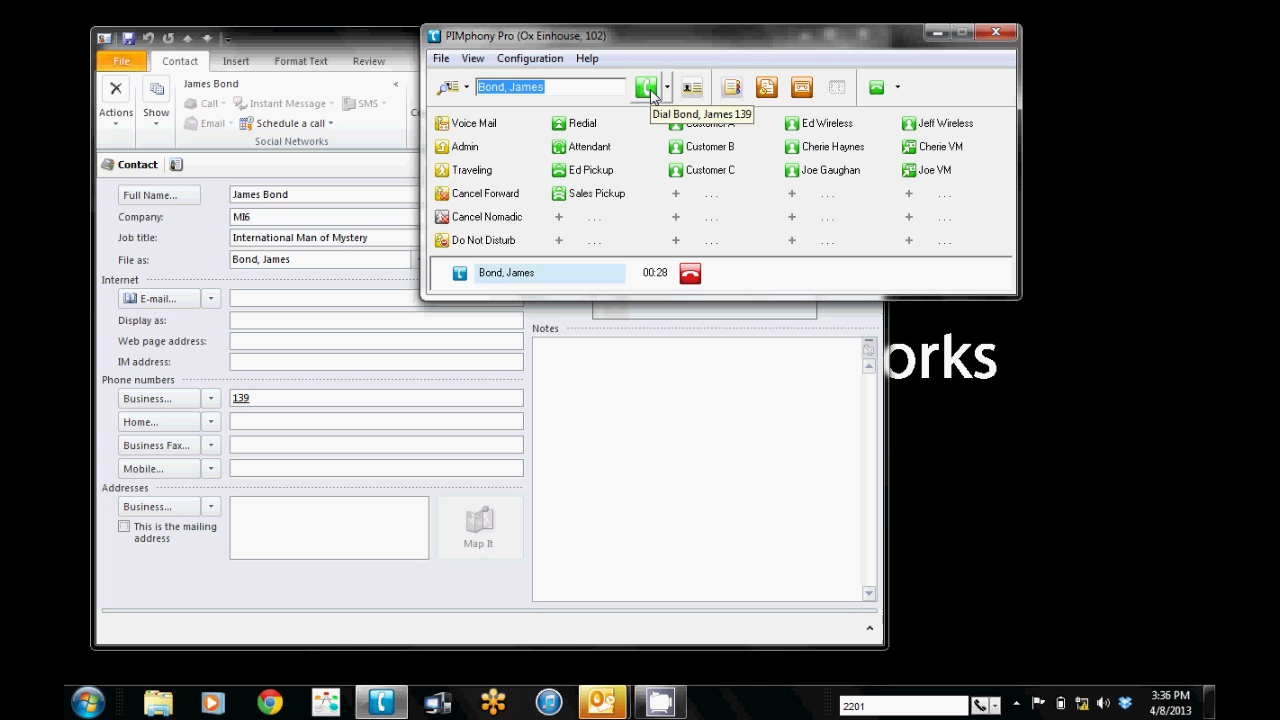 PIMphony Pro (Ox Einhouse, 102)
File View Configuration Help
Bond, James
Dial Bond, James 139
Voice Mail Redial Ed Wireless Jeff Wireless
Admin Attendant Customer B Cherie Haynes Cherie VM
Traveling Ed Pickup Customer C Joe Gaughan Joe VM
Cancel Forward Sales Pickup + ... + ... + ...
Cancel Nomadic + ... + ... + ... + ...
Do Not Disturb + ... + ... + ... + ...
Bond, James 00:28
File Contact Insert Format Text Review
Actions
Show
James Bond
Call Instant Message SMS
Email Schedule a call
Social Networks
Contact
Full Name... James Bond
Company: MI6
Job title: International Man of Mystery
File as: Bond, James
Internet
E-mail...
Display as:
Web page address:
IM address:
Phone numbers
Business... 139
Home...
Business Fax...
Mobile...
Addresses
Business...
This is the mailing
address
Map It
Notes
orks
2201
3:36 PM
4/8/2013